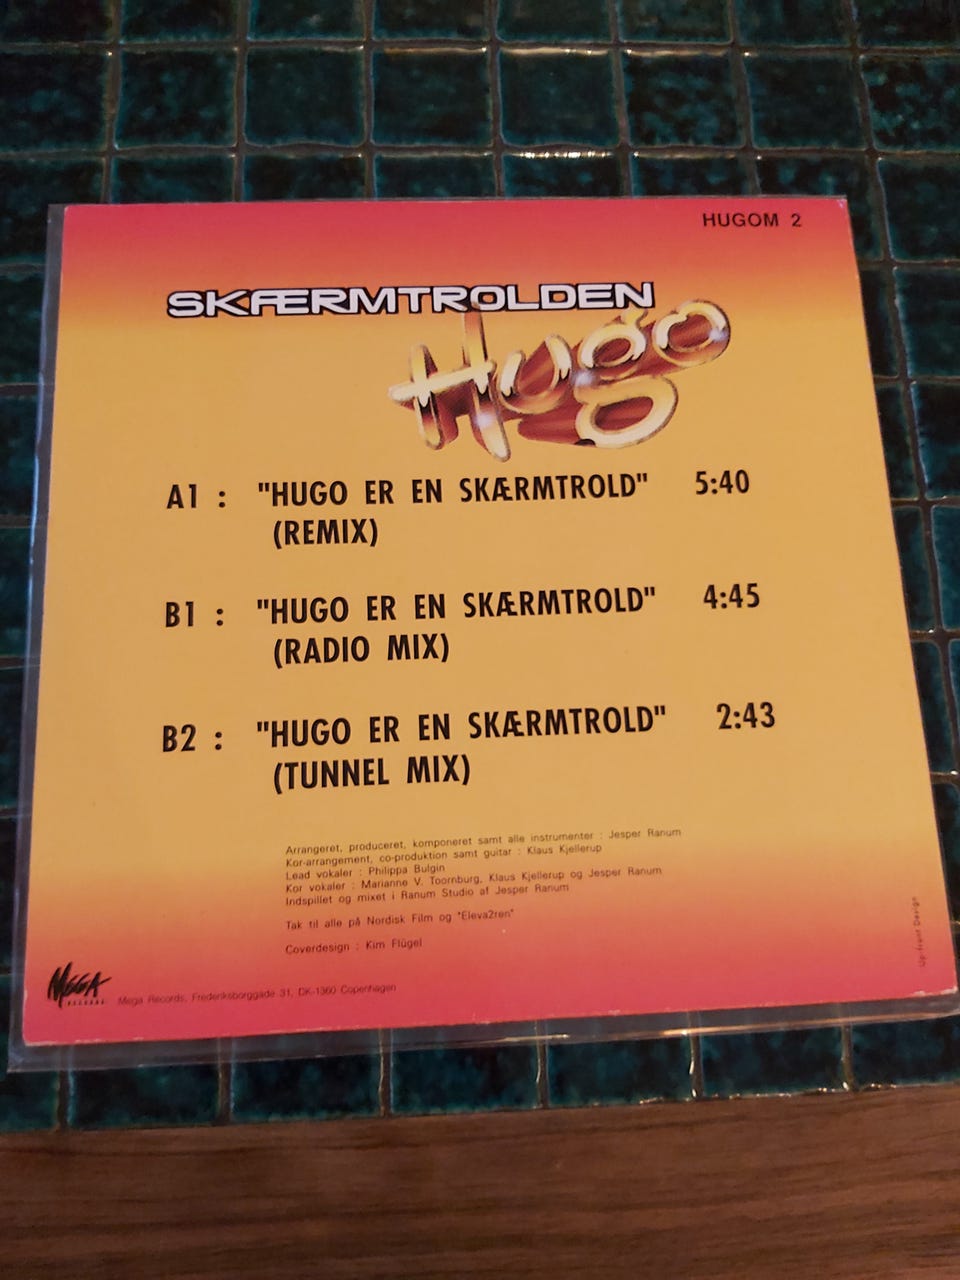 HUGOM 2
SKÆRMTROLDEN
Hugo
A1 : "HUGO ER EN SKÆRMTROLD" 5:40
(REMIX)
B1 : "HUGO ER EN SKÆRMTROLD" 4:45
(RADIO MIX)
B2 : "HUGO ER EN SKÆRMTROLD" 2:43
(TUNNEL MIX)
Arrangeret, produceret, komponeret samt alle instrumenter : Jesper Ranum
Kor-arrangement, co-produktion samt guitar : Klaus Kjellerup
Lead vokaler : Philippa Bulgin
Kor vokaler : Marianne V. Toornburg, Klaus Kjellerup og Jesper Ranum
Indspillet og mixet i Ranum Studio af Jesper Ranum
Tak til alle på Nordisk Film og "Eleva2ren"
Coverdesign : Kim Flügel
Up-Front Design
MEGA
RECORDS
Mega Records, Frederiksborggade 31, DK-1360 Copenhagen